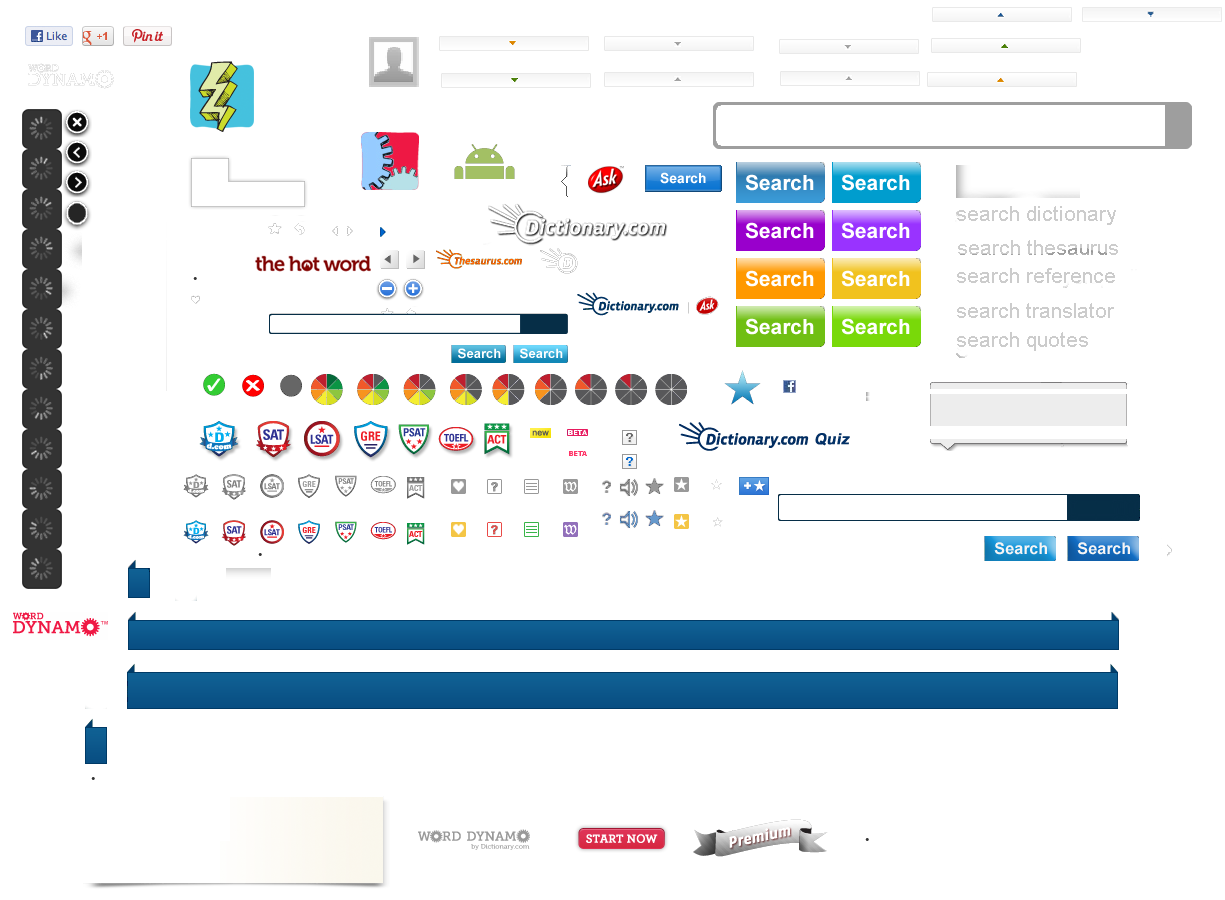 Like
g +1
Pin it
WORD
DYNAMO
Ask
Search
Search
Search
search dictionary
Dictionary.com
Search
Search
search thesaurus
the hot word
Thesaurus.com
D
Search
Search
search reference
Dictionary.com
Ask
Search
Search
search translator
search quotes
Search
Search
D
d.com
SAT
LSAT
GRE
PSAT
TOEFL
ACT
new
BETA
BETA
?
?
Dictionary.com Quiz
D
SAT
LSAT
GRE
PSAT
TOEFL
ACT
?
W
?
+
D
SAT
LSAT
GRE
PSAT
TOEFL
ACT
?
W
?
Search
Search
WORD
DYNAMO™
WORD DYNAMO
by Dictionary.com
START NOW
Premium